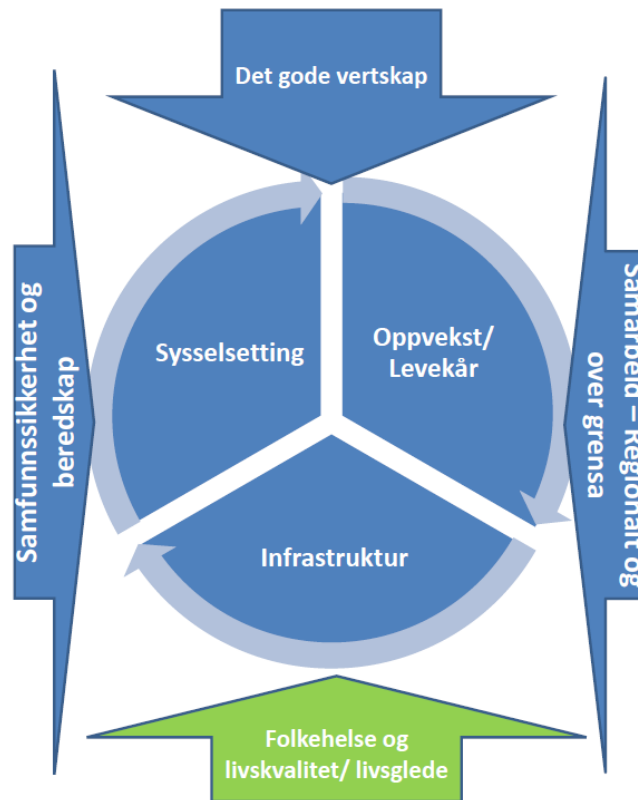 Det gode vertskap
Samfunnssikkerhet og
beredskap
Sysselsetting
Oppvekst/
Levekår
Samarbeid – Regionalt og
over grensa
Infrastruktur
Folkehelse og
livskvalitet/ livsglede